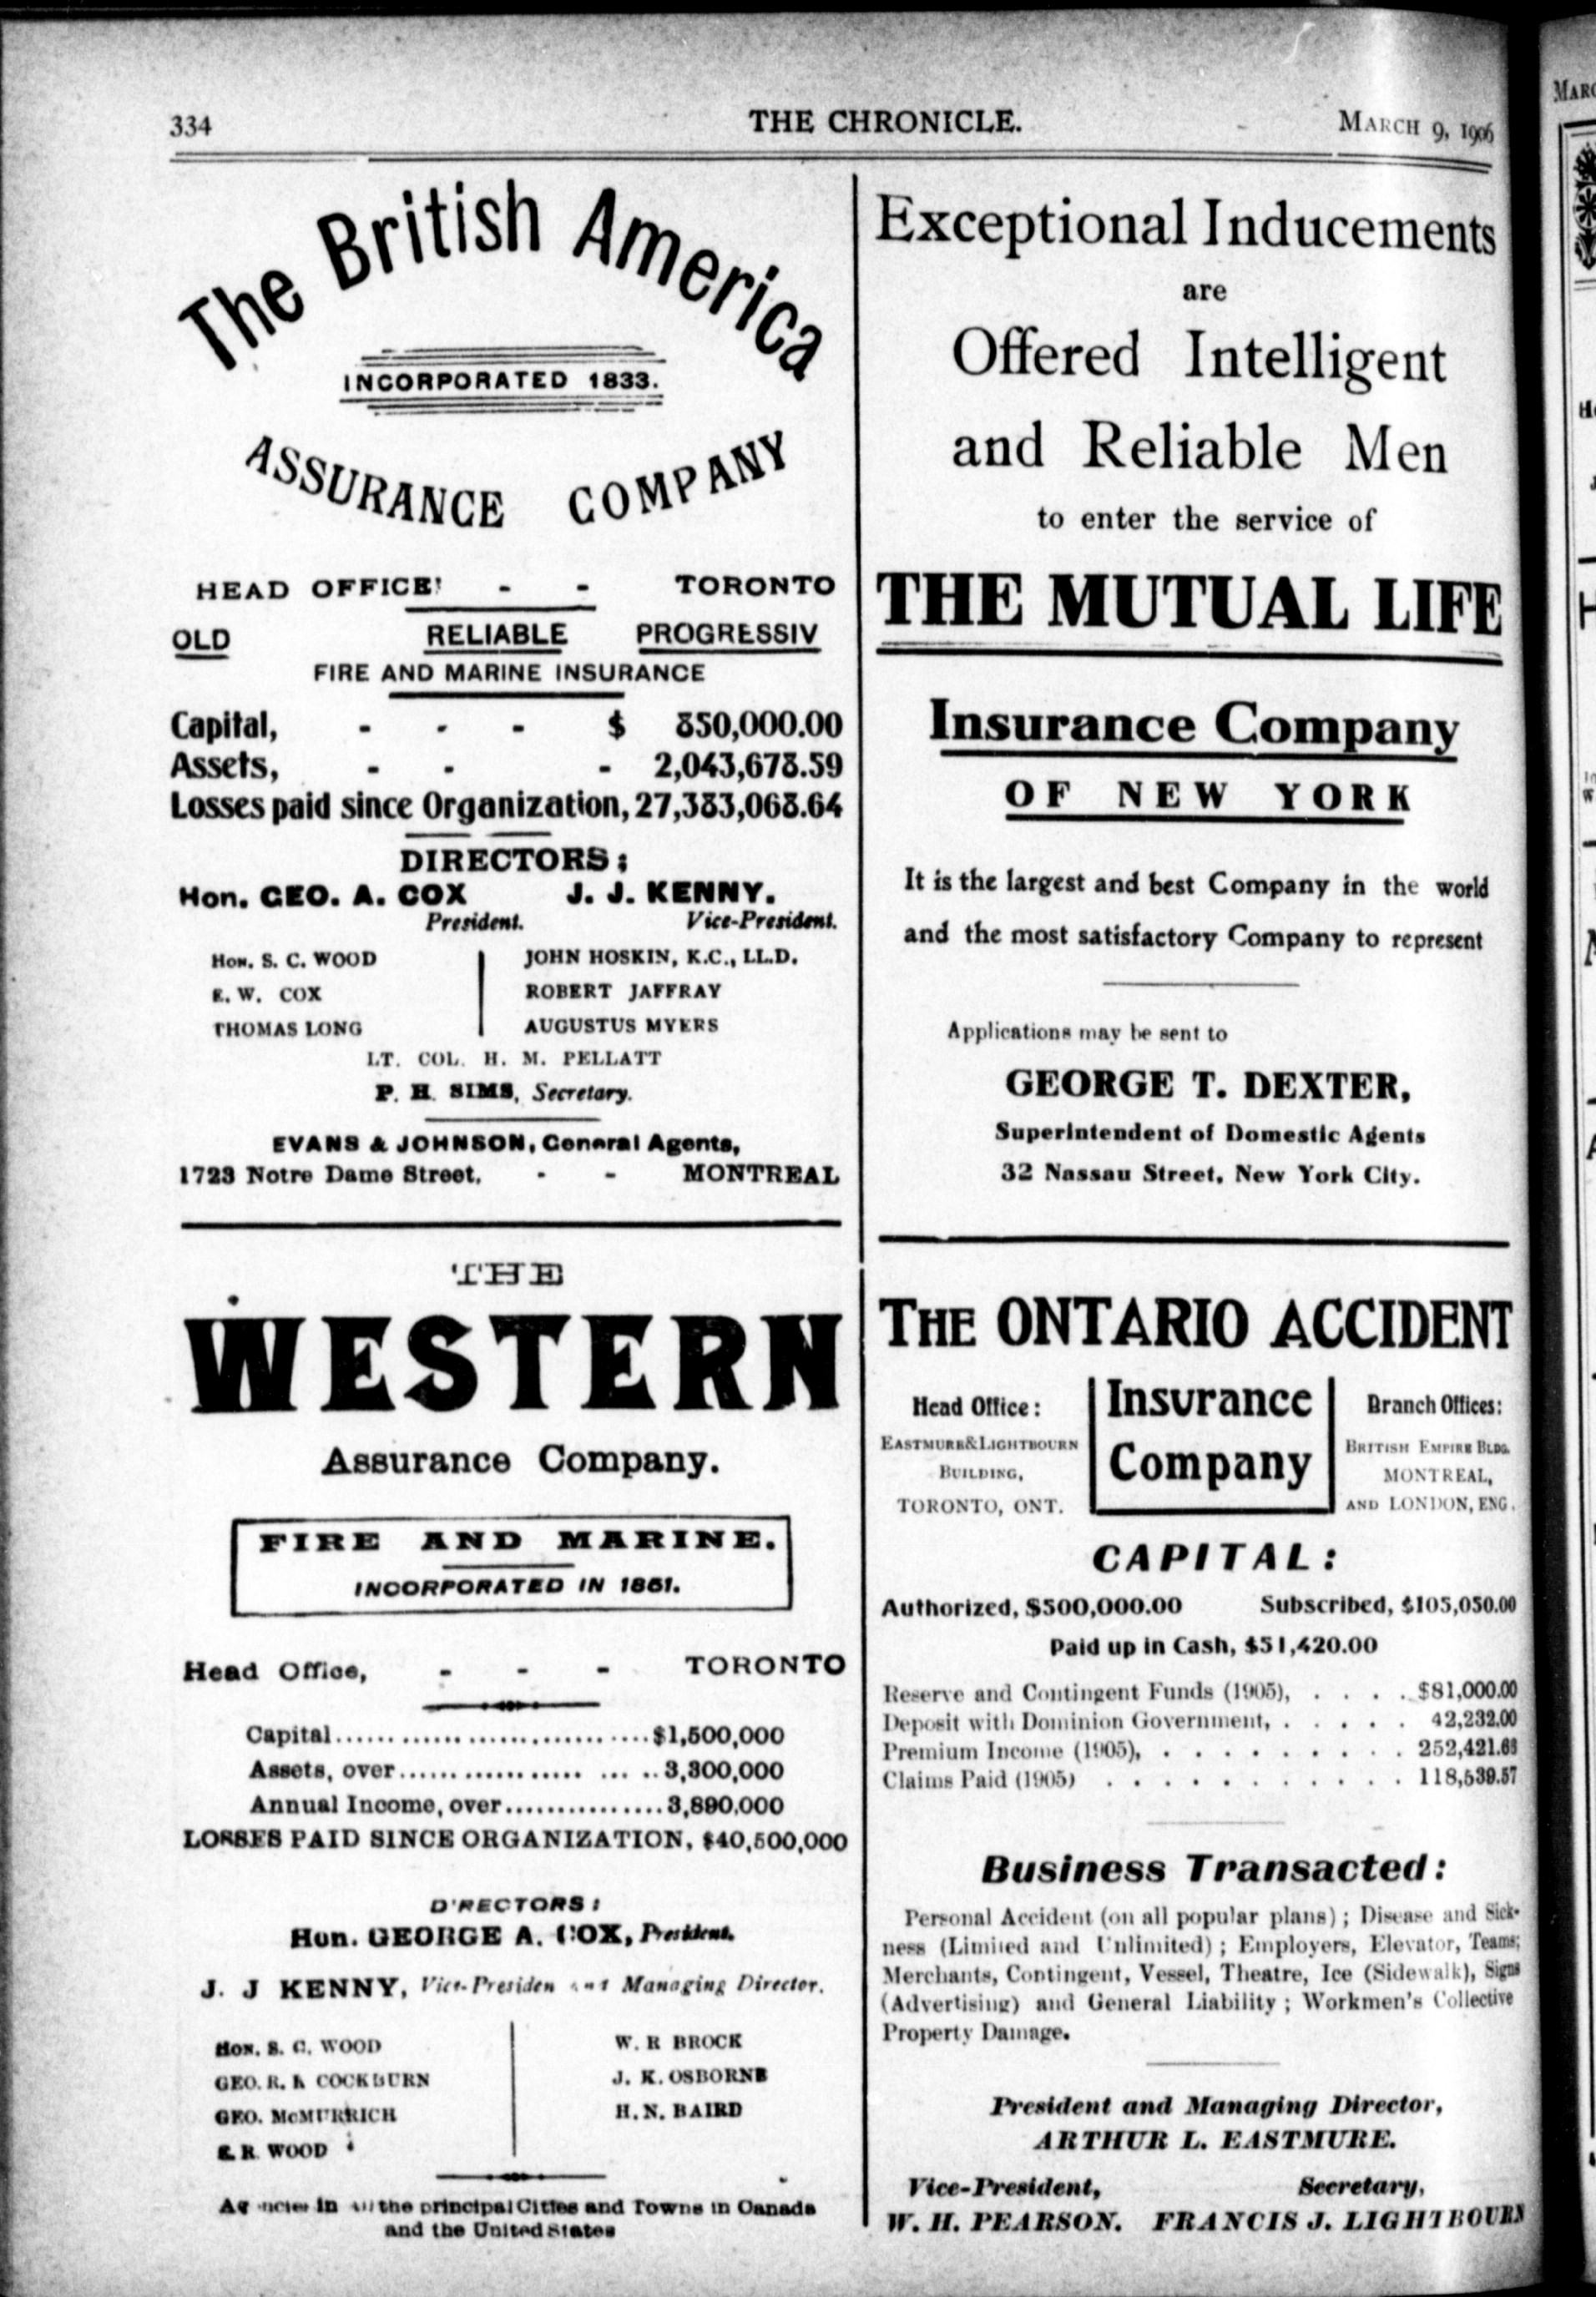 334 THE CHRONICLE. MARCH 9, 1906
The British America
INCORPORATED 1833.
ASSURANCE COMPANY
HEAD OFFICE: - - TORONTO
OLD RELIABLE PROGRESSIV
FIRE AND MARINE INSURANCE
Capital, - - - $ 850,000.00
Assets, - - - 2,043,678.59
Losses paid since Organization, 27,383,068.64
DIRECTORS:
Hon. GEO. A. COX J. J. KENNY.
President. Vice-President.
HON. S. C. WOOD JOHN HOSKIN, K.C., LL.D.
E. W. COX ROBERT JAFFRAY
THOMAS LONG AUGUSTUS MYERS
LT. COL. H. M. PELLATT
P. H. SIMS, Secretary.
EVANS & JOHNSON, General Agents,
1723 Notre Dame Street, - - MONTREAL
THE
WESTERN
Assurance Company.
FIRE AND MARINE.
INCORPORATED IN 1851.
Head Office, - - - TORONTO
Capital..............................$1,500,000
Assets, over......................3,300,000
Annual Income, over................3,890,000
LOSSES PAID SINCE ORGANIZATION, $40,500,000
DIRECTORS:
Hon. GEORGE A. COX, President.
J. J KENNY, Vice-Presiden and Managing Director.
HON. S. C. WOOD W. R BROCK
GEO. R. R COCKBURN J. K. OSBORNE
GEO. McMURRICH H. N. BAIRD
E. R. WOOD
Agencies in all the principal Cities and Towns in Canada
and the United States
Exceptional Inducements
are
Offered Intelligent
and Reliable Men
to enter the service of
THE MUTUAL LIFE
Insurance Company
OF NEW YORK
It is the largest and best Company in the world
and the most satisfactory Company to represent
Applications may be sent to
GEORGE T. DEXTER,
Superintendent of Domestic Agents
32 Nassau Street, New York City.
THE ONTARIO ACCIDENT
Head Office: Insurance Branch Offices:
EASTMURE & LIGHTBOURN BRITISH EMPIRE BLDG.
BUILDING, Company MONTREAL,
TORONTO, ONT. AND LONDON, ENG.
CAPITAL:
Authorized, $500,000.00 Subscribed, $105,050.00
Paid up in Cash, $51,420.00
Reserve and Contingent Funds (1905), . . . . $81,000.00
Deposit with Dominion Government, . . . . . 42,232.00
Premium Income (1905), . . . . . . . . . 252,421.63
Claims Paid (1905) . . . . . . . . . . . 118,539.57
Business Transacted:
Personal Accident (on all popular plans); Disease and Sick-
ness (Limited and Unlimited); Employers, Elevator, Teams;
Merchants, Contingent, Vessel, Theatre, Ice (Sidewalk), Signs
(Advertising) and General Liability; Workmen's Collective
Property Damage.
President and Managing Director,
ARTHUR L. EASTMURE.
Vice-President, Secretary,
W. H. PEARSON. FRANCIS J. LIGHTBOURN